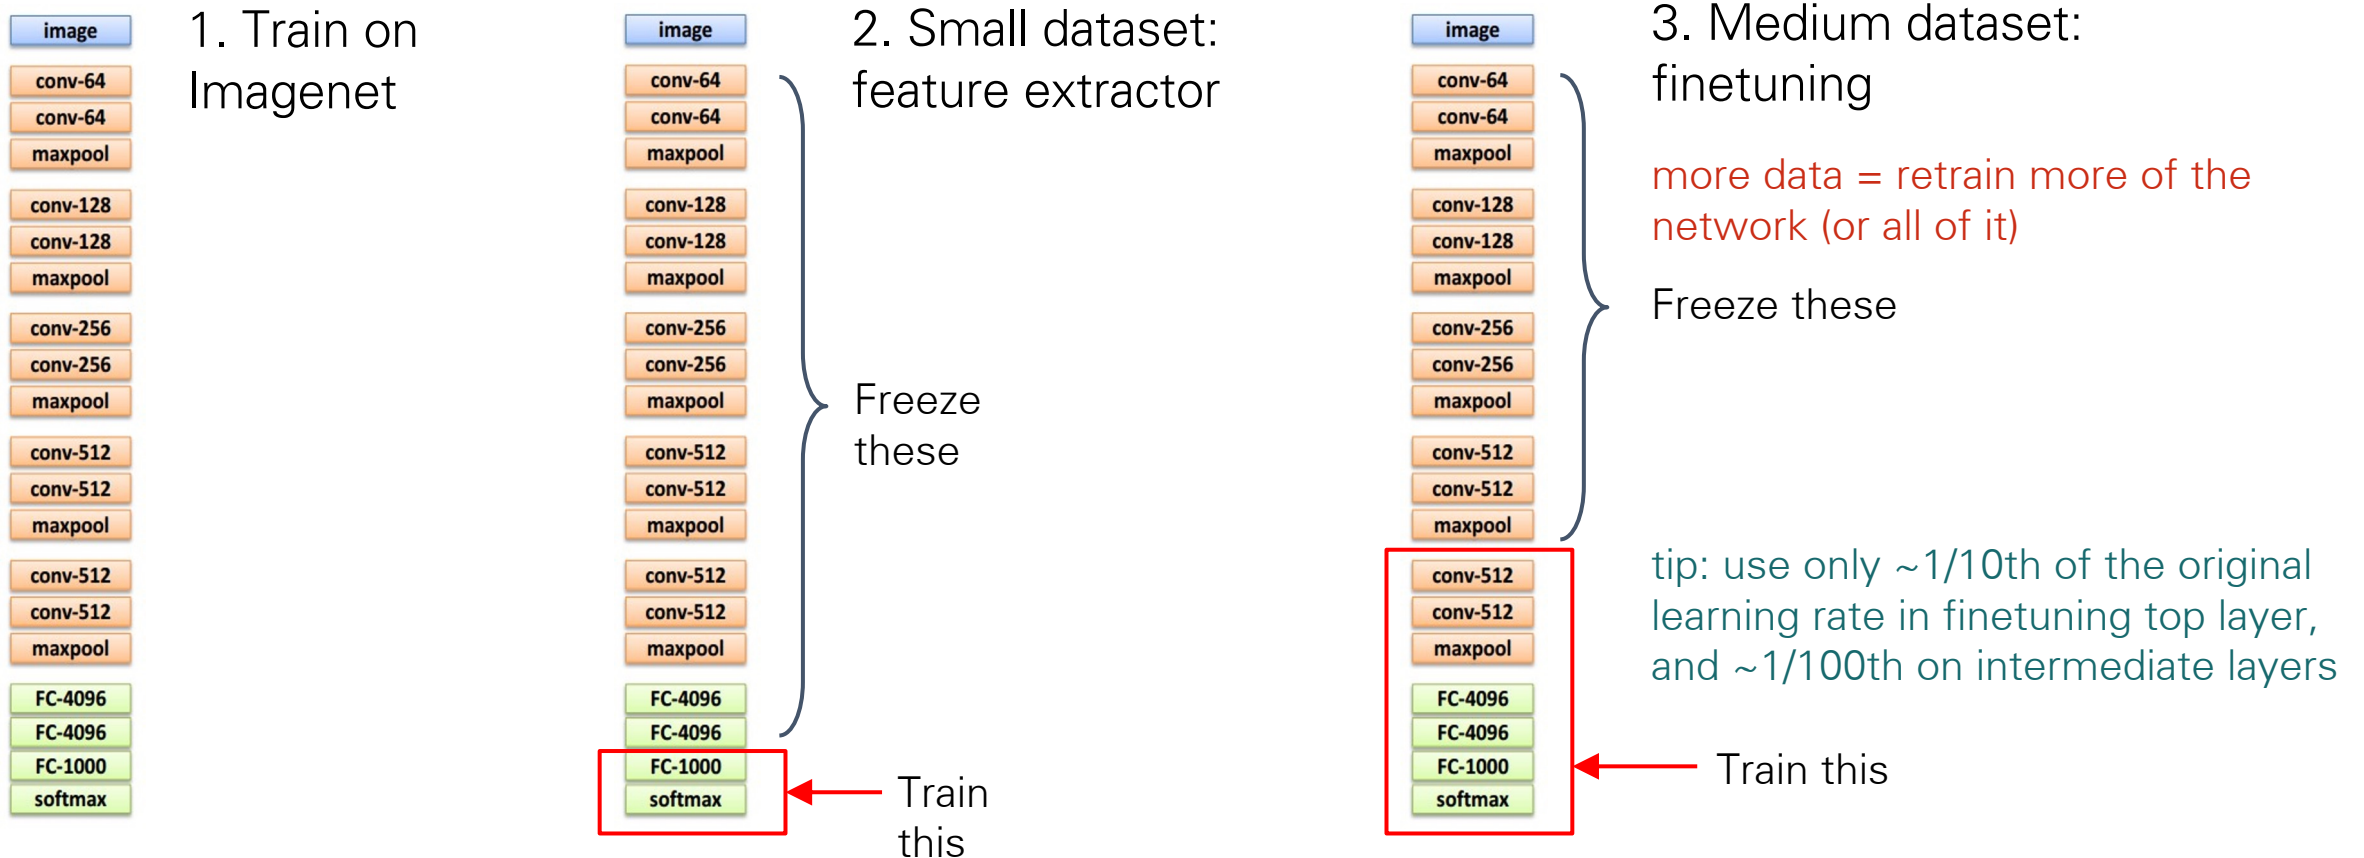 image
conv-64
conv-64
maxpool
conv-128
conv-128
maxpool
conv-256
conv-256
maxpool
conv-512
conv-512
maxpool
conv-512
conv-512
maxpool
FC-4096
FC-4096
FC-1000
softmax
1. Train on
Imagenet
image
conv-64
conv-64
maxpool
conv-128
conv-128
maxpool
conv-256
conv-256
maxpool
conv-512
conv-512
maxpool
conv-512
conv-512
maxpool
FC-4096
FC-4096
FC-1000
softmax
2. Small dataset:
feature extractor
Freeze
these
Train
this
image
conv-64
conv-64
maxpool
conv-128
conv-128
maxpool
conv-256
conv-256
maxpool
conv-512
conv-512
maxpool
conv-512
conv-512
maxpool
FC-4096
FC-4096
FC-1000
softmax
3. Medium dataset:
finetuning
more data = retrain more of the
network (or all of it)
Freeze these
tip: use only ~1/10th of the original
learning rate in finetuning top layer,
and ~1/100th on intermediate layers
Train this